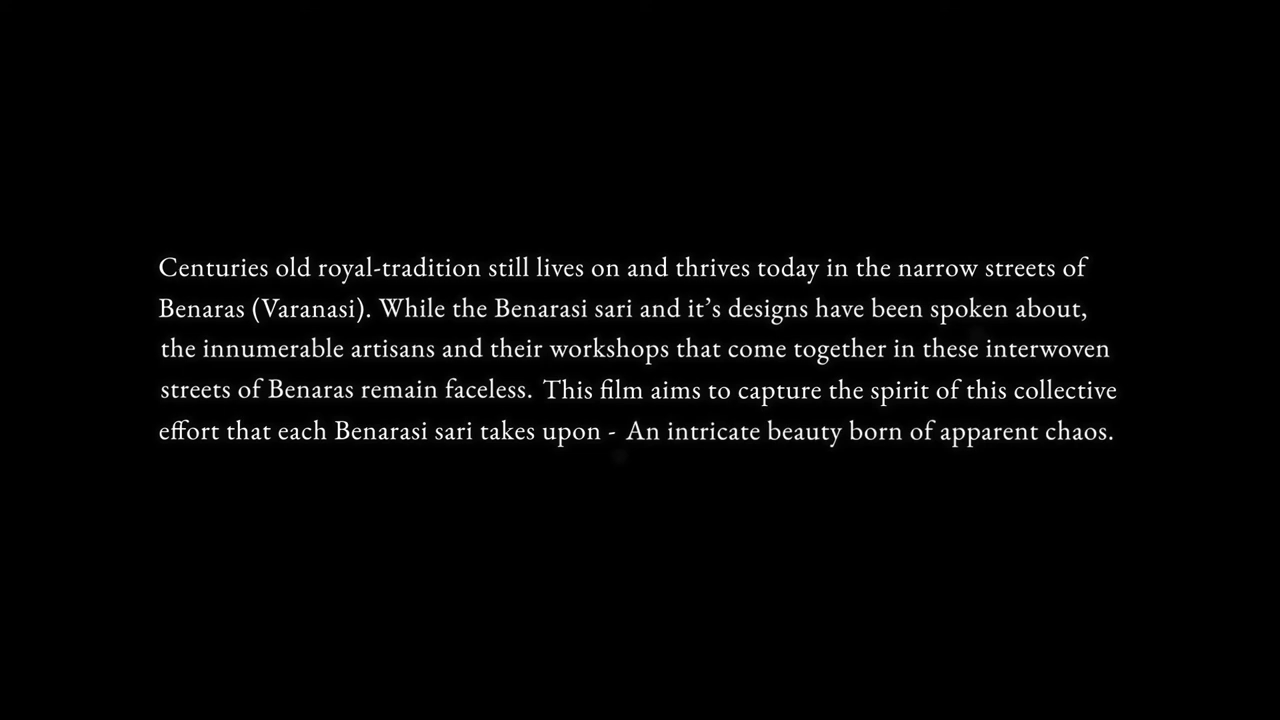 Centuries old royal-tradition still lives on and thrives today in the narrow streets of
Benaras (Varanasi). While the Benarasi sari and it’s designs have been spoken about,
the innumerable artisans and their workshops that come together in these interwoven
streets of Benaras remain faceless. This film aims to capture the spirit of this collective
effort that each Benarasi sari takes upon - An intricate beauty born of apparent chaos.